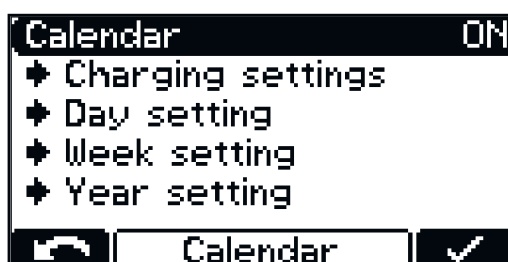 Calendar ON
Charging settings
Day setting
Week setting
Year setting
Calendar